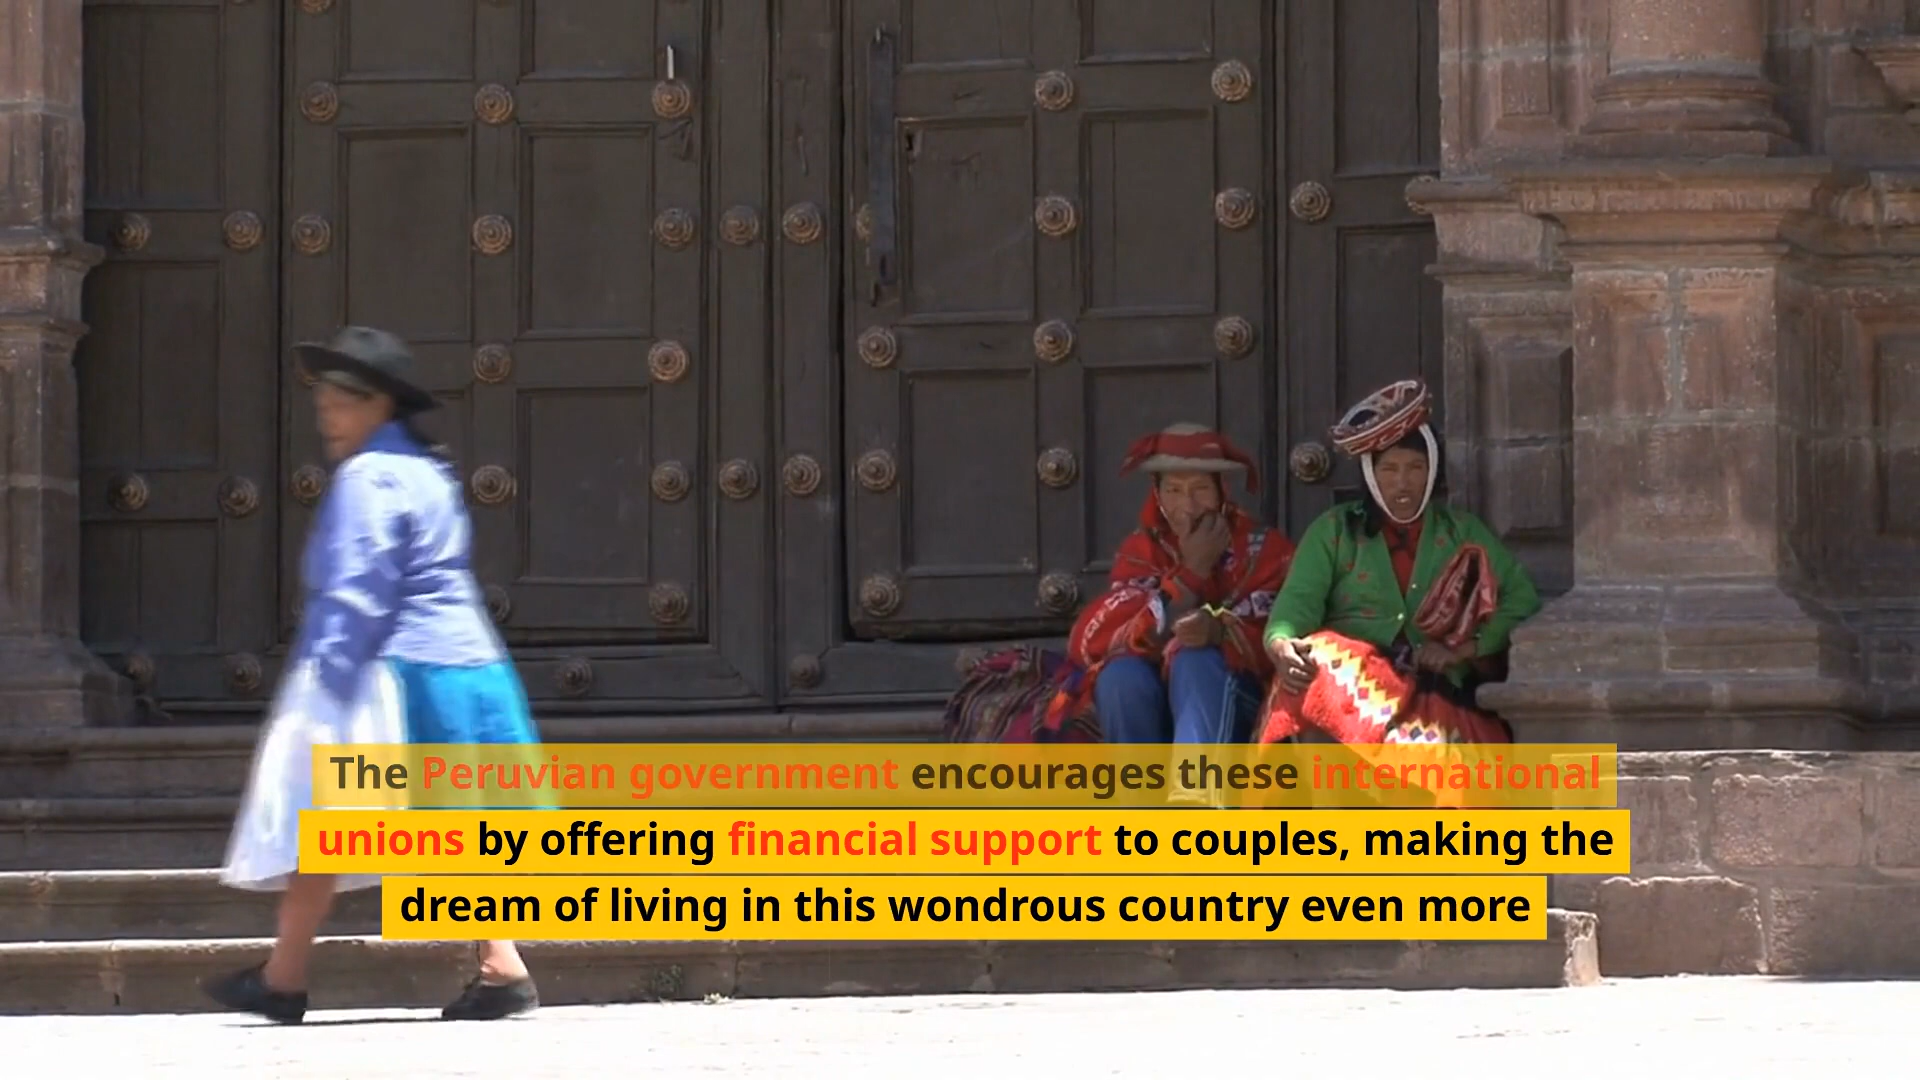 The Peruvian government encourages these international
unions by offering financial support to couples, making the
dream of living in this wondrous country even more